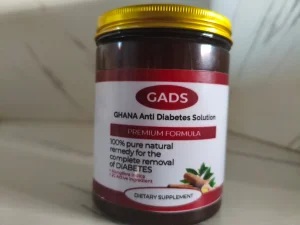 GADS
GHANA Anti Diabetes Solution
PREMIUM FORMULA
100% pure natural
remedy for the
complete removal
of DIABETES
DIETARY SUPPLEMENT